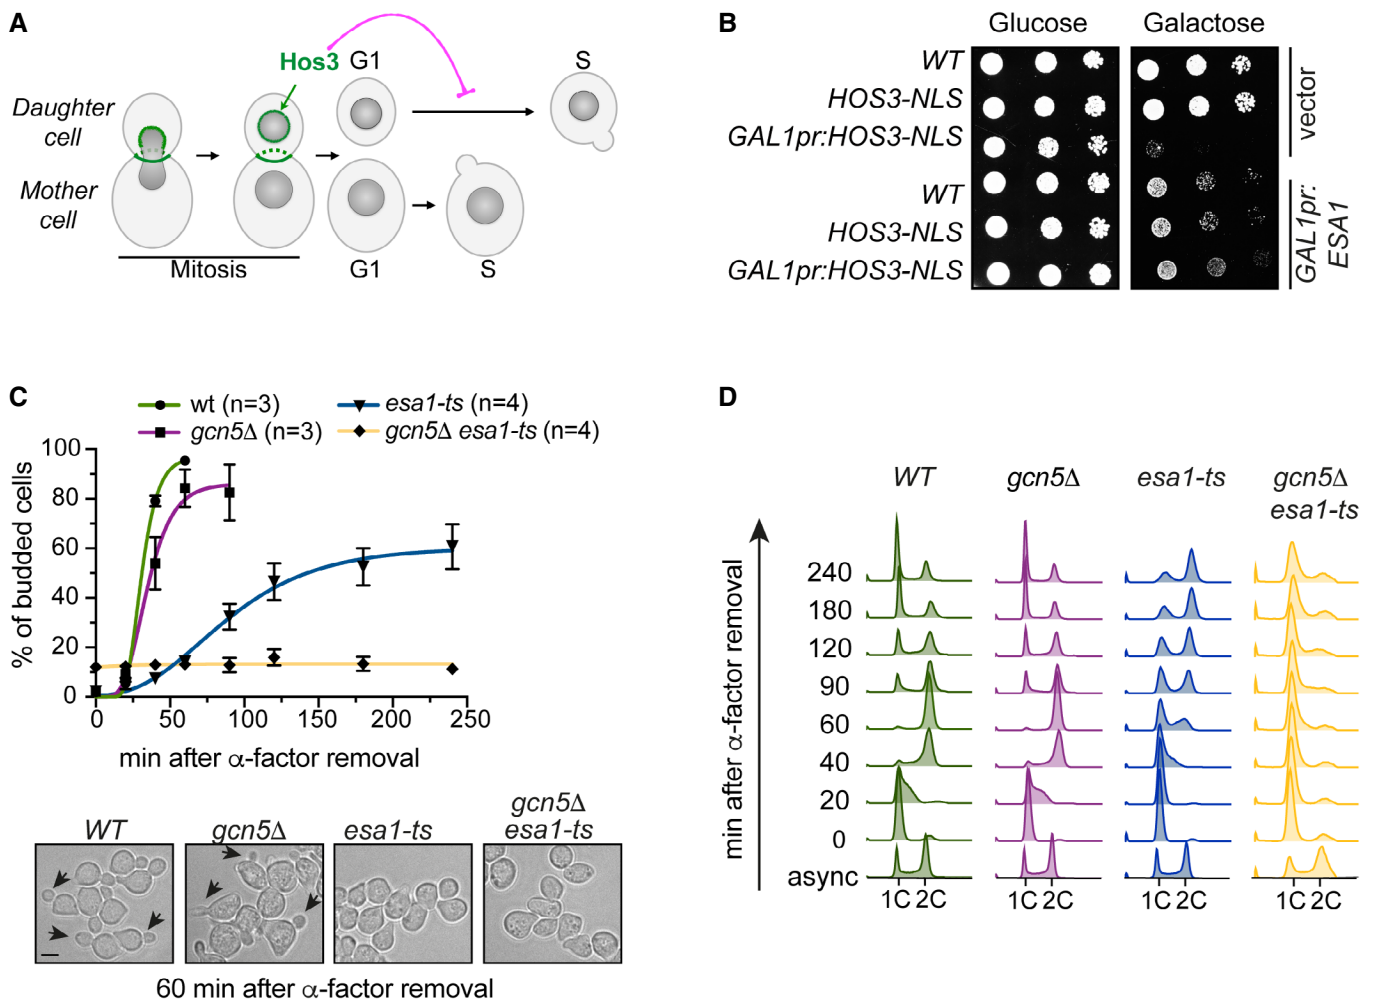 A
Hos3 G1
S
Daughter
cell
Mother
cell
Mitosis
G1
S
B
Glucose
Galactose
WT
HOS3-NLS
GAL1pr:HOS3-NLS
WT
HOS3-NLS
GAL1pr:HOS3-NLS
vector
GAL1pr:
ESA1
C
wt (n=3)
esa1-ts (n=4)
gcn5Δ (n=3)
gcn5Δ esa1-ts (n=4)
% of budded cells
100
80
60
40
20
0
0
50
100
150
200
250
min after α-factor removal
WT
gcn5Δ
esa1-ts
gcn5Δ
esa1-ts
60 min after α-factor removal
D
WT
gcn5Δ
esa1-ts
gcn5Δ
esa1-ts
min after α-factor removal
240
180
120
90
60
40
20
0
async
1C 2C
1C 2C
1C 2C
1C 2C